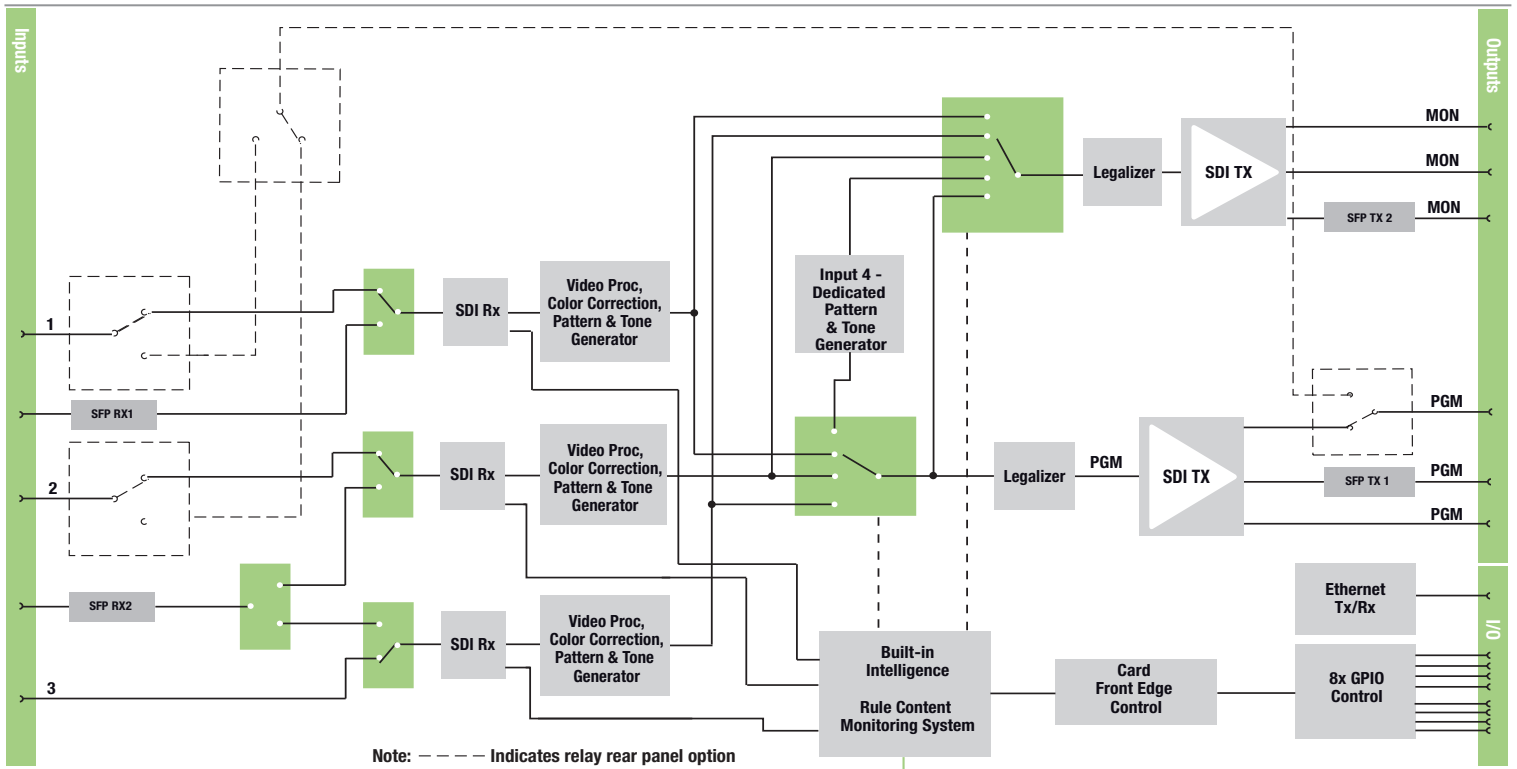 Inputs
Outputs
MON
MON
SDI TX
Legalizer
SFP TX 2
MON
Input 4 -
Dedicated
Pattern
& Tone
Generator
Video Proc,
Color Correction,
Pattern & Tone
Generator
SDI Rx
1
SFP RX1
PGM
2
SDI Rx
Video Proc,
Color Correction,
Pattern & Tone
Generator
Legalizer
PGM
SDI TX
SFP TX 1
PGM
PGM
SFP RX2
3
SDI Rx
Video Proc,
Color Correction,
Pattern & Tone
Generator
Built-in
Intelligence
Rule Content
Monitoring System
Card
Front Edge
Control
Ethernet
Tx/Rx
8x GPIO
Control
I/O
Note: Indicates relay rear panel option